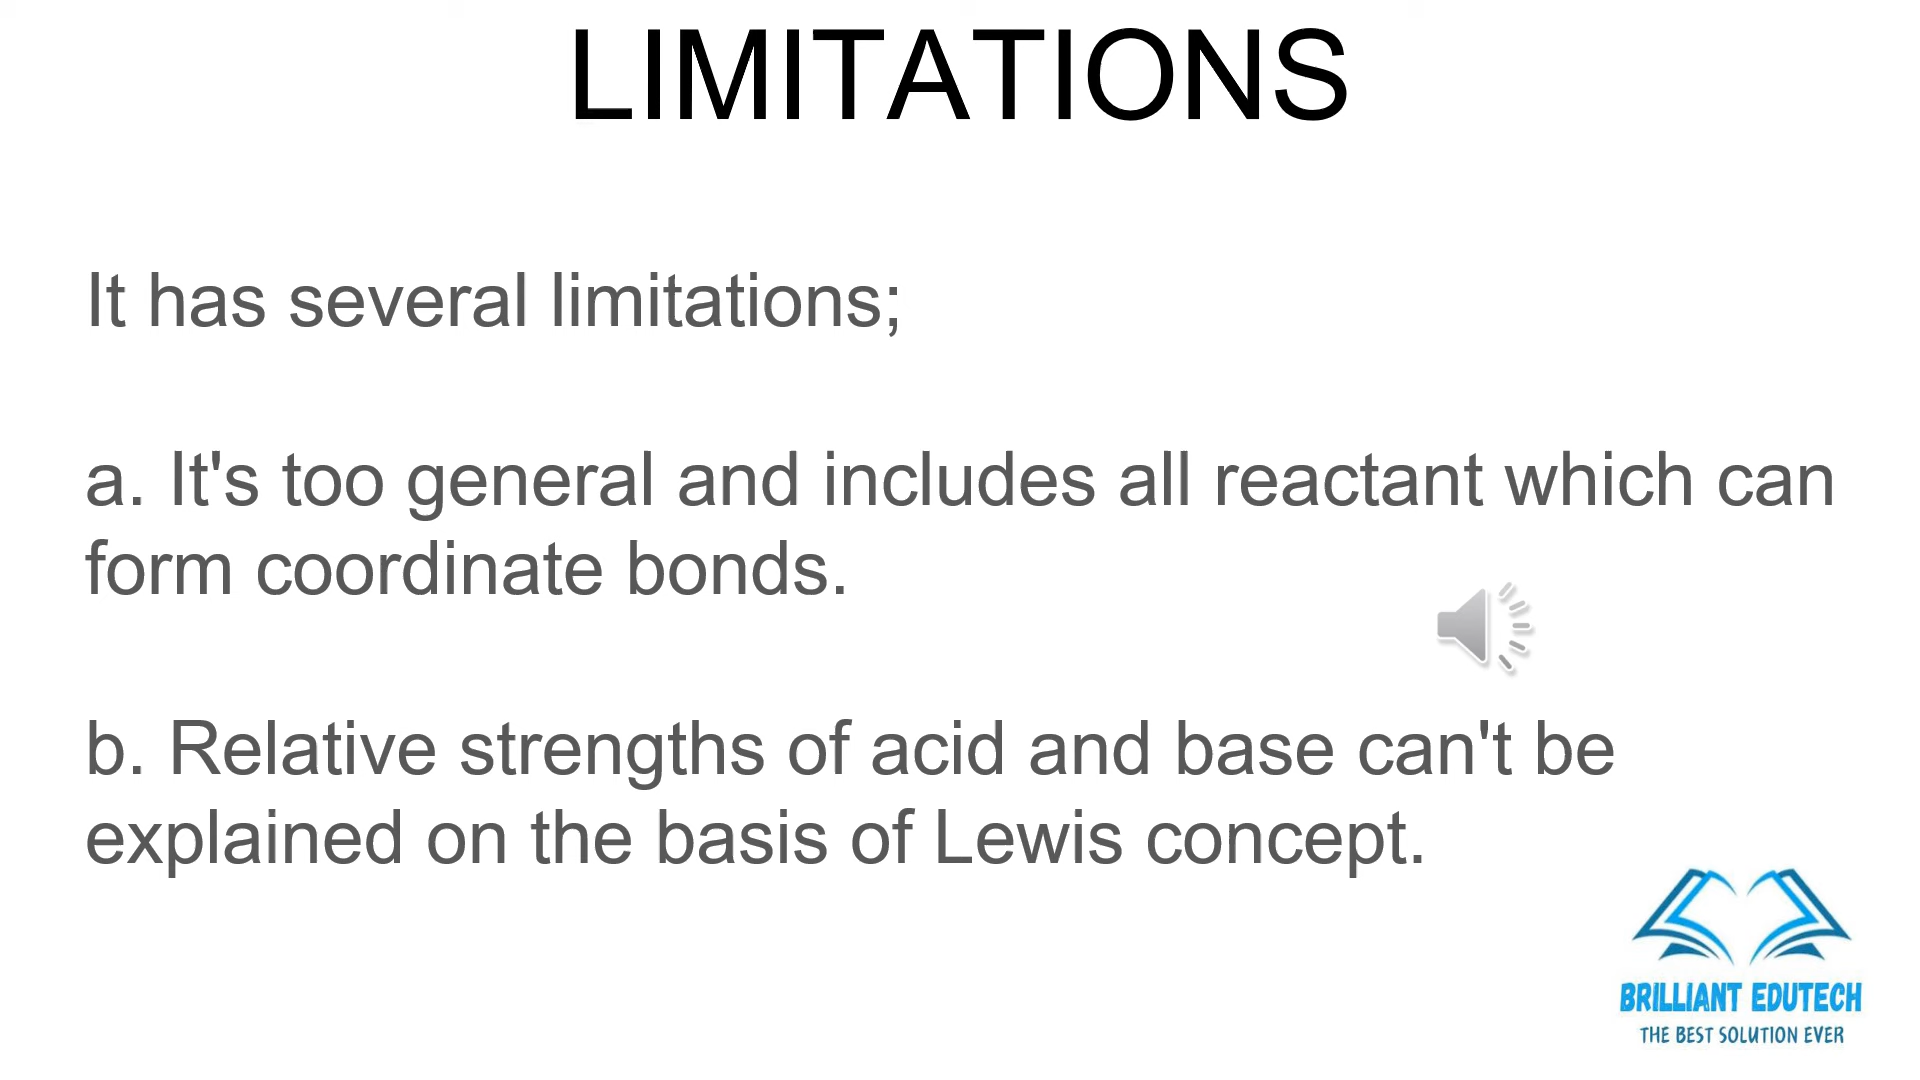 LIMITATIONS
It has several limitations;
a. It's too general and includes all reactant which can
form coordinate bonds.
b. Relative strengths of acid and base can't be
explained on the basis of Lewis concept.
BRILLIANT EDUTECH
THE BEST SOLUTION EVER